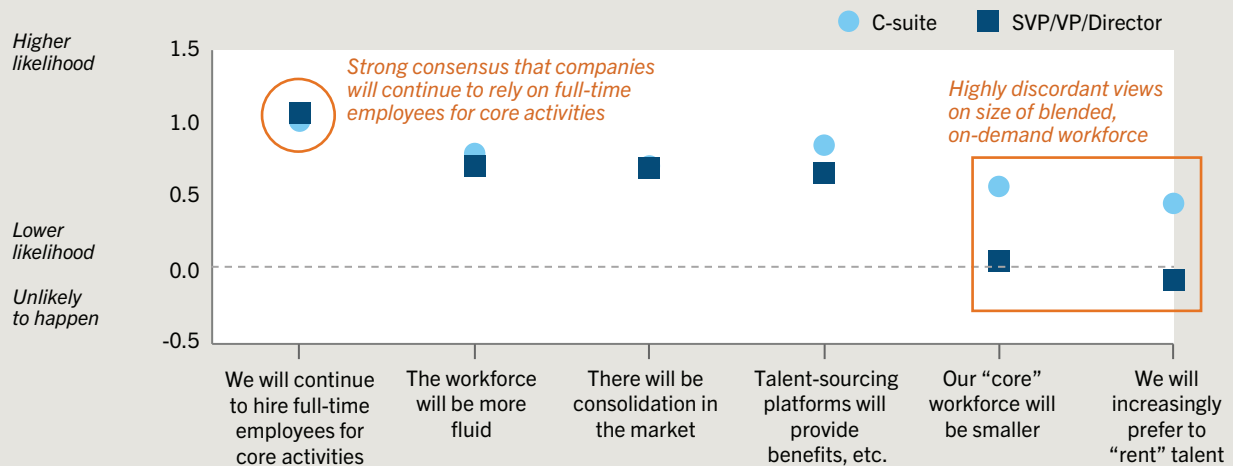 C-suite
SVP/VP/Director
Higher
likelihood
Lower
likelihood
Unlikely
to happen
1.5
1.0
0.5
0.0
-0.5
Strong consensus that companies
will continue to rely on full-time
employees for core activities
Highly discordant views
on size of blended,
on-demand workforce
We will continue
to hire full-time
employees for
core activities
The workforce
will be more
fluid
There will be
consolidation in
the market
Talent-sourcing
platforms will
provide
benefits, etc.
Our “core”
workforce will
be smaller
We will
increasingly
prefer to
“rent” talent